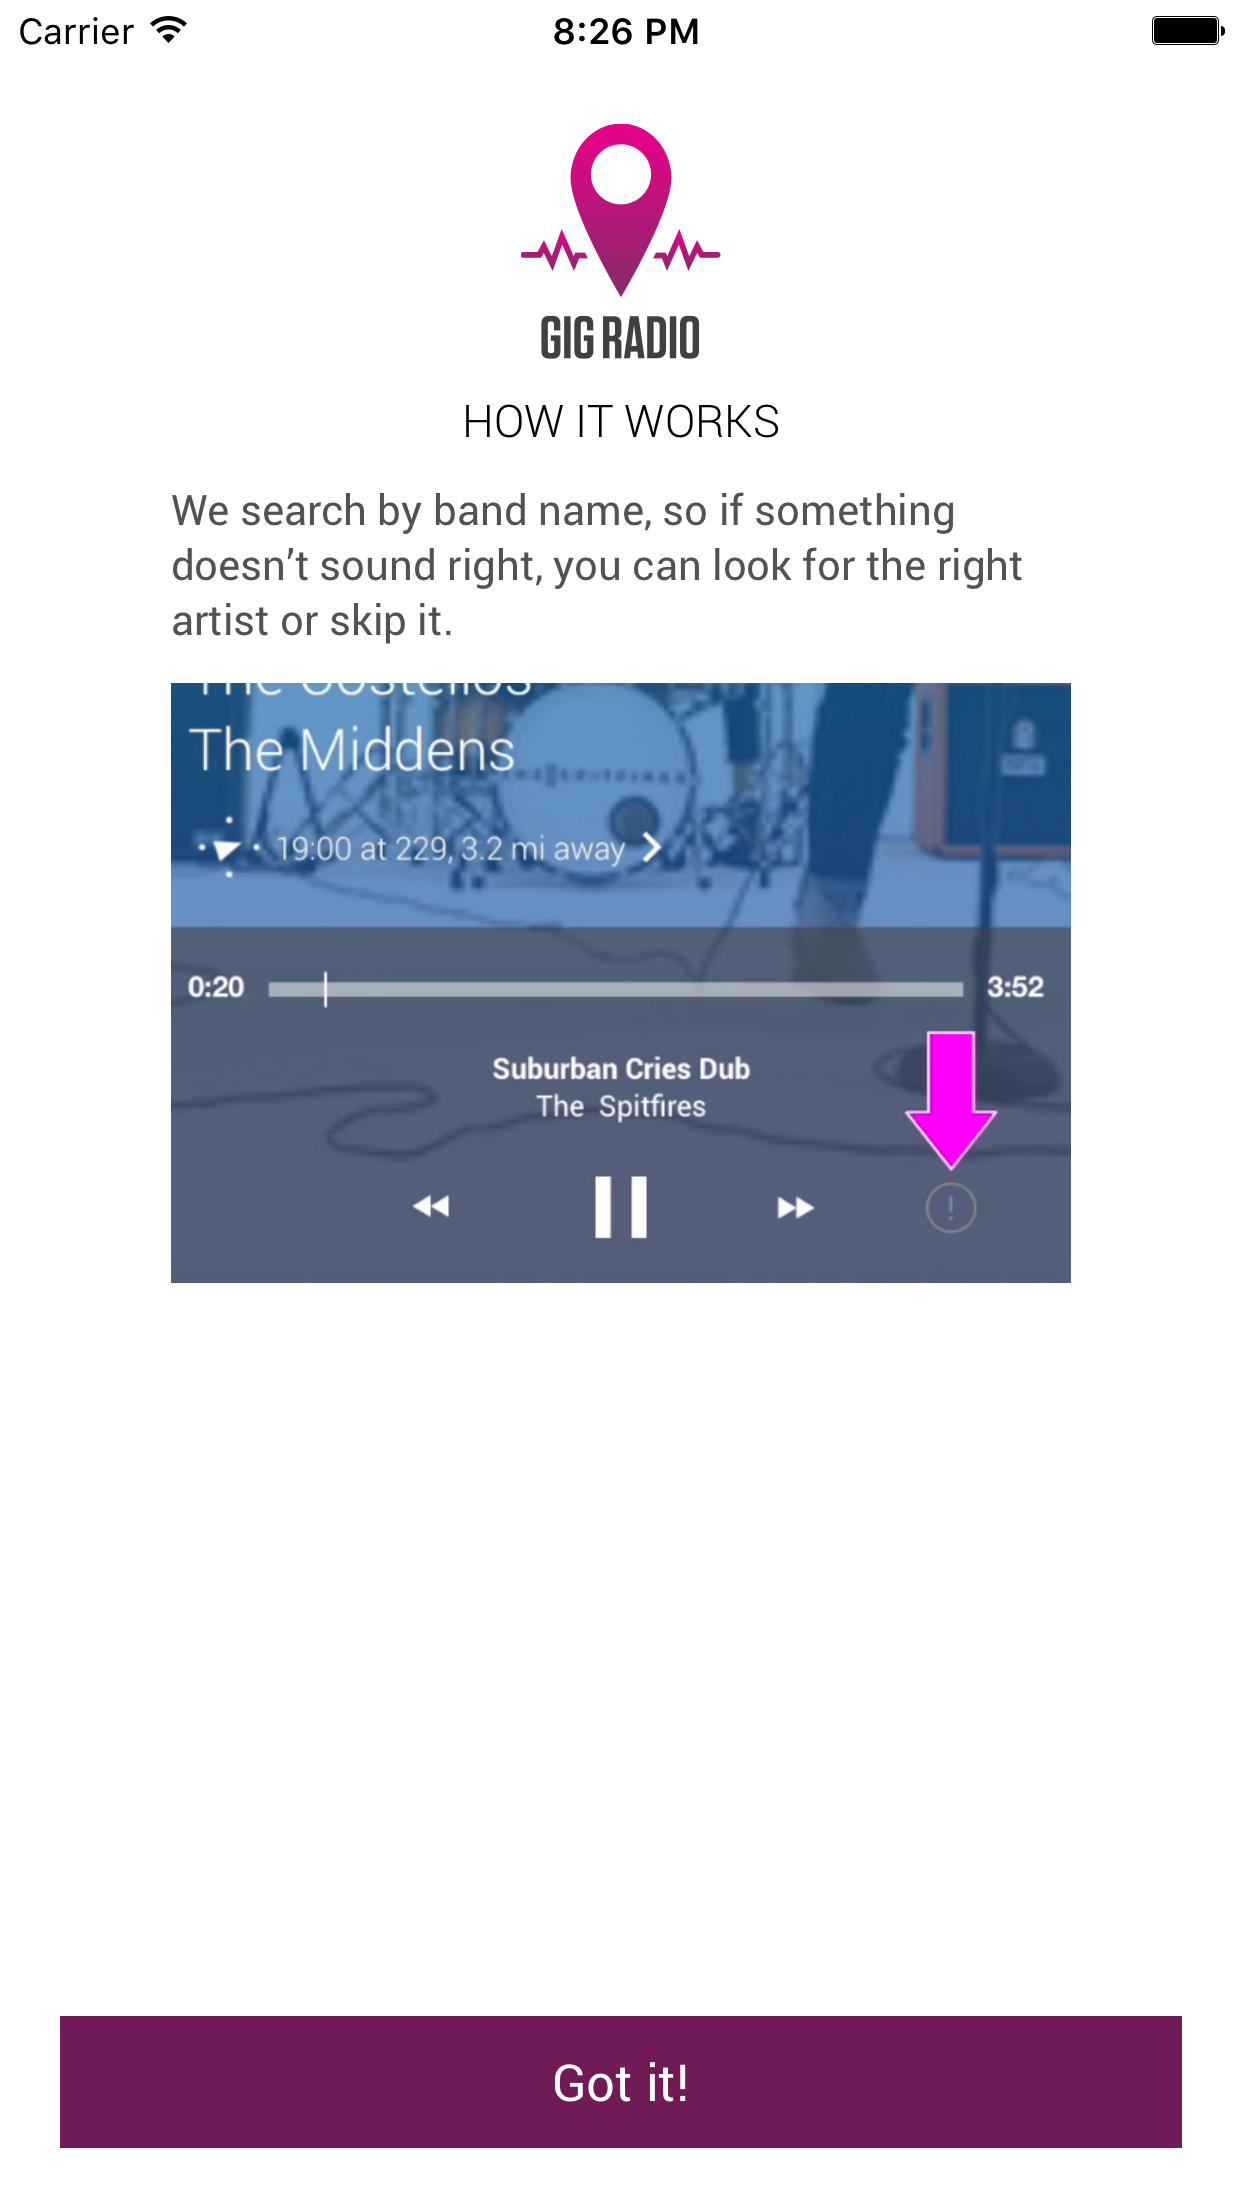 Carrier 8:26 PM
GIG RADIO
HOW IT WORKS
We search by band name, so if something
doesn’t sound right, you can look for the right
artist or skip it.
The Costellos
The Middens
19:00 at 229, 3.2 mi away
0:20 3:52
Suburban Cries Dub
The Spitfires
Got it!